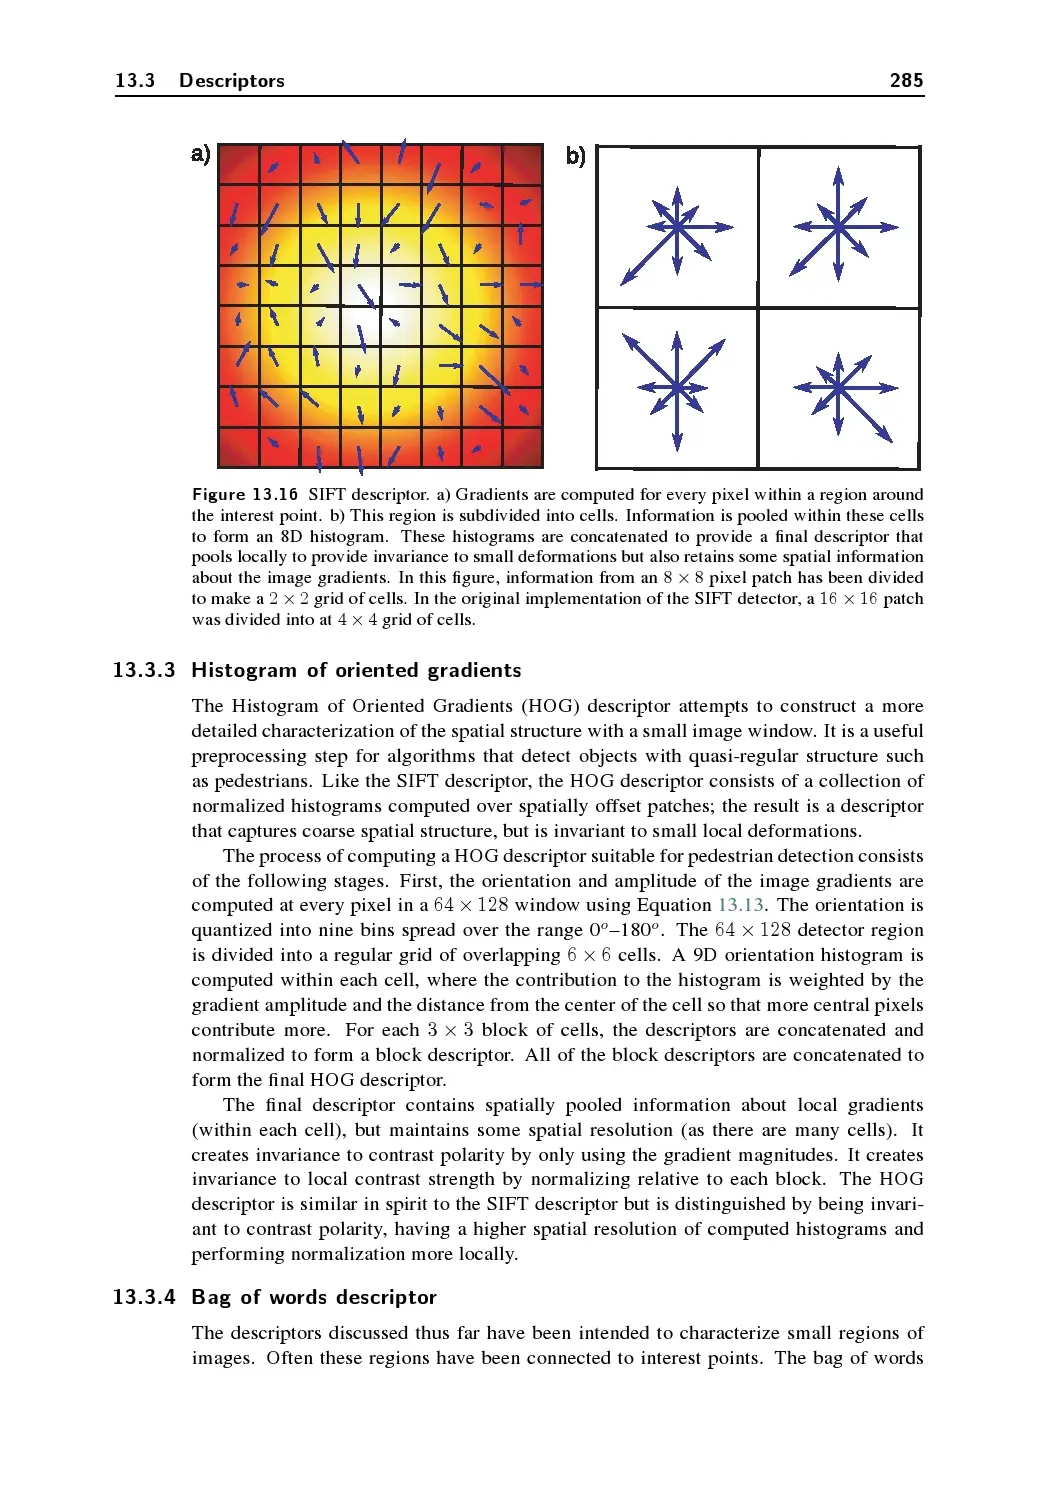 13.3 Descriptors 285
a)
b)
Figure 13.16 SIFT descriptor. a) Gradients are computed for every pixel within a region around
the interest point. b) This region is subdivided into cells. Information is pooled within these cells
to form an 8D histogram. These histograms are concatenated to provide a final descriptor that
pools locally to provide invariance to small deformations but also retains some spatial information
about the image gradients. In this figure, information from an 8 × 8 pixel patch has been divided
to make a 2 × 2 grid of cells. In the original implementation of the SIFT detector, a 16 × 16 patch
was divided into at 4 × 4 grid of cells.
13.3.3 Histogram of oriented gradients
The Histogram of Oriented Gradients (HOG) descriptor attempts to construct a more
detailed characterization of the spatial structure with a small image window. It is a useful
preprocessing step for algorithms that detect objects with quasi-regular structure such
as pedestrians. Like the SIFT descriptor, the HOG descriptor consists of a collection of
normalized histograms computed over spatially offset patches; the result is a descriptor
that captures coarse spatial structure, but is invariant to small local deformations.
The process of computing a HOG descriptor suitable for pedestrian detection consists
of the following stages. First, the orientation and amplitude of the image gradients are
computed at every pixel in a 64 × 128 window using Equation 13.13. The orientation is
quantized into nine bins spread over the range 0ᵒ–180ᵒ. The 64 × 128 detector region
is divided into a regular grid of overlapping 6 × 6 cells. A 9D orientation histogram is
computed within each cell, where the contribution to the histogram is weighted by the
gradient amplitude and the distance from the center of the cell so that more central pixels
contribute more. For each 3 × 3 block of cells, the descriptors are concatenated and
normalized to form a block descriptor. All of the block descriptors are concatenated to
form the final HOG descriptor.
The final descriptor contains spatially pooled information about local gradients
(within each cell), but maintains some spatial resolution (as there are many cells). It
creates invariance to contrast polarity by only using the gradient magnitudes. It creates
invariance to local contrast strength by normalizing relative to each block. The HOG
descriptor is similar in spirit to the SIFT descriptor but is distinguished by being invari-
ant to contrast polarity, having a higher spatial resolution of computed histograms and
performing normalization more locally.
13.3.4 Bag of words descriptor
The descriptors discussed thus far have been intended to characterize small regions of
images. Often these regions have been connected to interest points. The bag of words